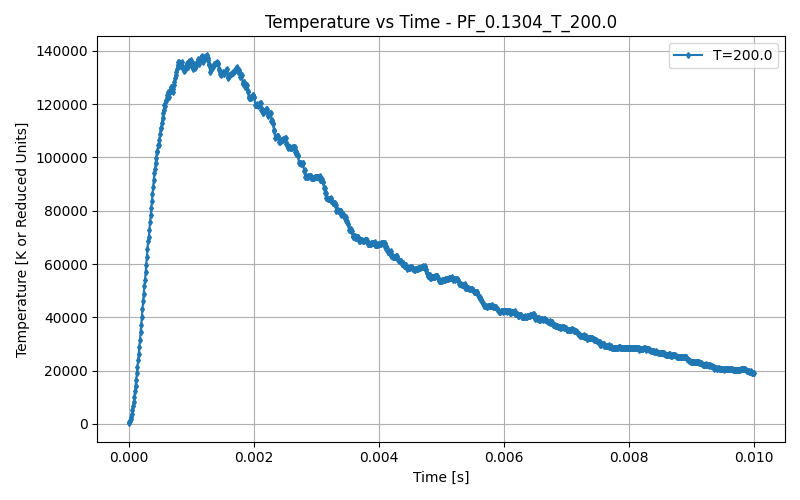 Temperature vs Time - PF_0.1304_T_200.0
T=200.0
Temperature [K or Reduced Units]
140000
120000
100000
80000
60000
40000
20000
0
0.000 0.002 0.004 0.006 0.008 0.010
Time [s]